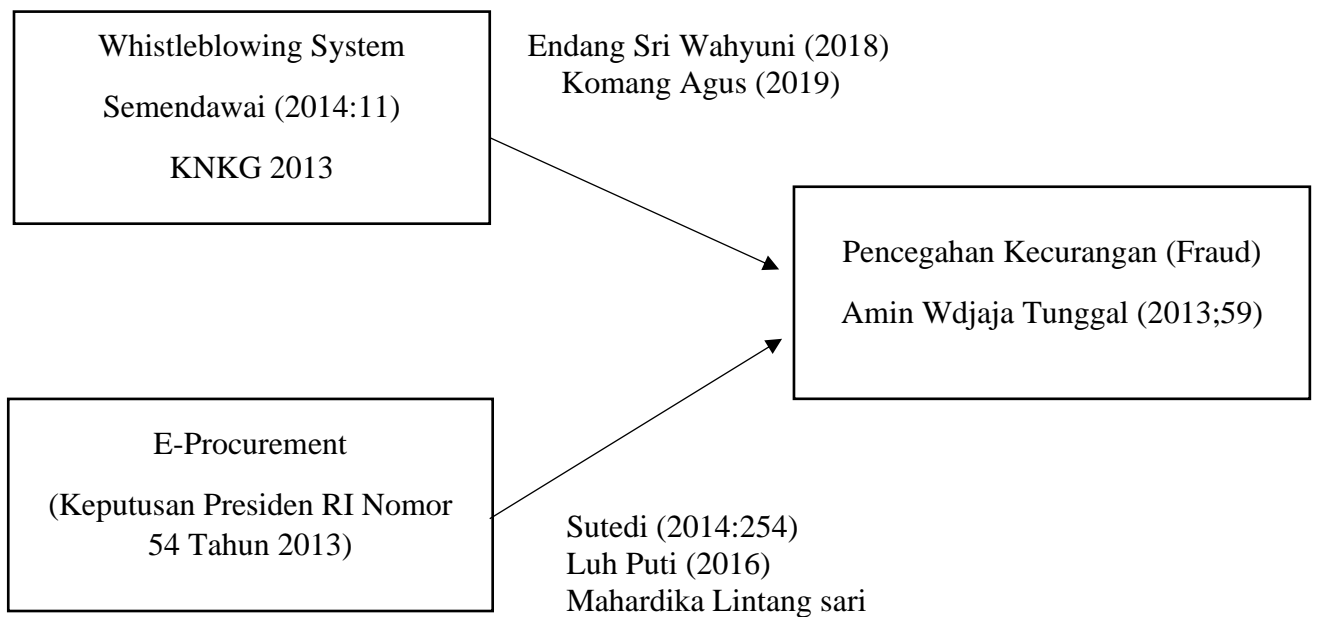 Whistleblowing System
Semendawai (2014:11)
KNKG 2013
Endang Sri Wahyuni (2018)
Komang Agus (2019)
Pencegahan Kecurangan (Fraud)
Amin Wdjaja Tunggal (2013;59)
E-Procurement
(Keputusan Presiden RI Nomor
54 Tahun 2013)
Sutedi (2014:254)
Luh Puti (2016)
Mahardika Lintang sari